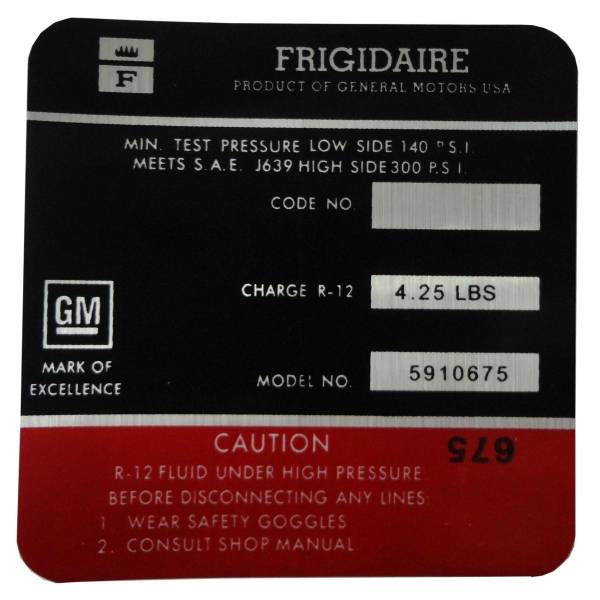 F
FRIGIDAIRE
PRODUCT OF GENERAL MOTORS USA
MIN. TEST PRESSURE LOW SIDE 140 P.S.I.
MEETS S.A.E. J639 HIGH SIDE 300 P.S.I.
CODE NO.
CHARGE R-12 4.25 LBS
GM
MARK OF
EXCELLENCE
MODEL NO. 5910675
CAUTION
675
R-12 FLUID UNDER HIGH PRESSURE
BEFORE DISCONNECTING ANY LINES:
1 WEAR SAFETY GOGGLES
2. CONSULT SHOP MANUAL